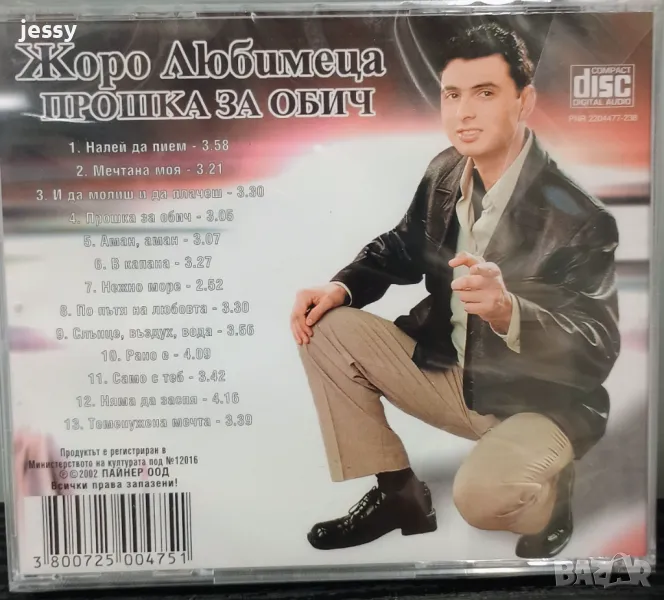 jessy
Жоро Любимеца
ПРОШКА ЗА ОБИЧ
COMPACT
disc
DIGITAL AUDIO
PNR 2204477-238
1. Налей да пием - 3.58
2. Мечтана моя - 3.21
3. И да молиш и да плачеш - 3.30
4. Прошка за обич - 3.05
5. Аман, аман - 3.07
6. В капана - 3.27
7. Нежно море - 2.52
8. По пътя на любовта - 3.30
9. Слънце, въздух, вода - 3.56
10. Рано е - 4.09
11. Само с теб - 3.42
12. Няма да заспя - 4.16
13. Теменужена мечта - 3.39
Продуктът е регистриран в
Министерството на културата под №12016
℗©2002 ПАЙНЕР ООД
Всички права запазени!
3 800725 004751
BAZAR